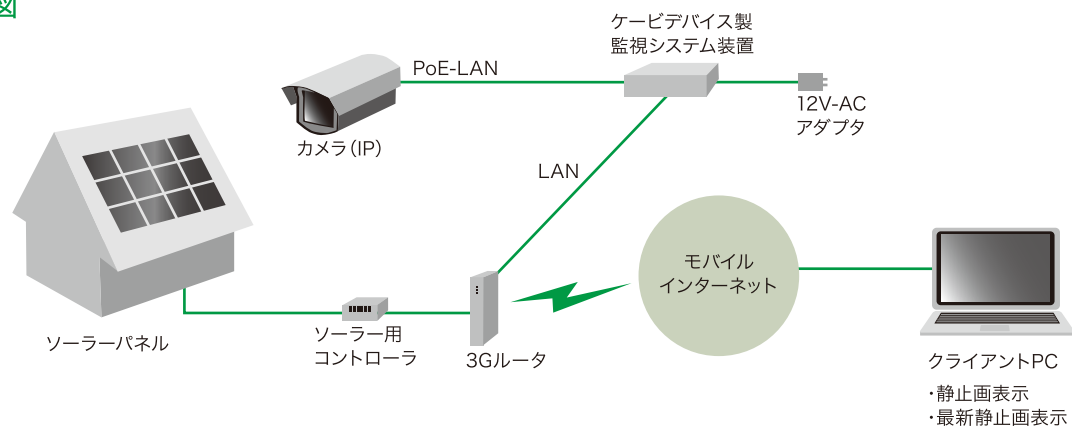 図
ケービデバイス製
監視システム装置
PoE-LAN
12V-AC
アダプタ
カメラ(IP)
LAN
モバイル
インターネット
ソーラーパネル
ソーラー用
コントローラ
3Gルータ
クライアントPC
・静止画表示
・最新静止画表示